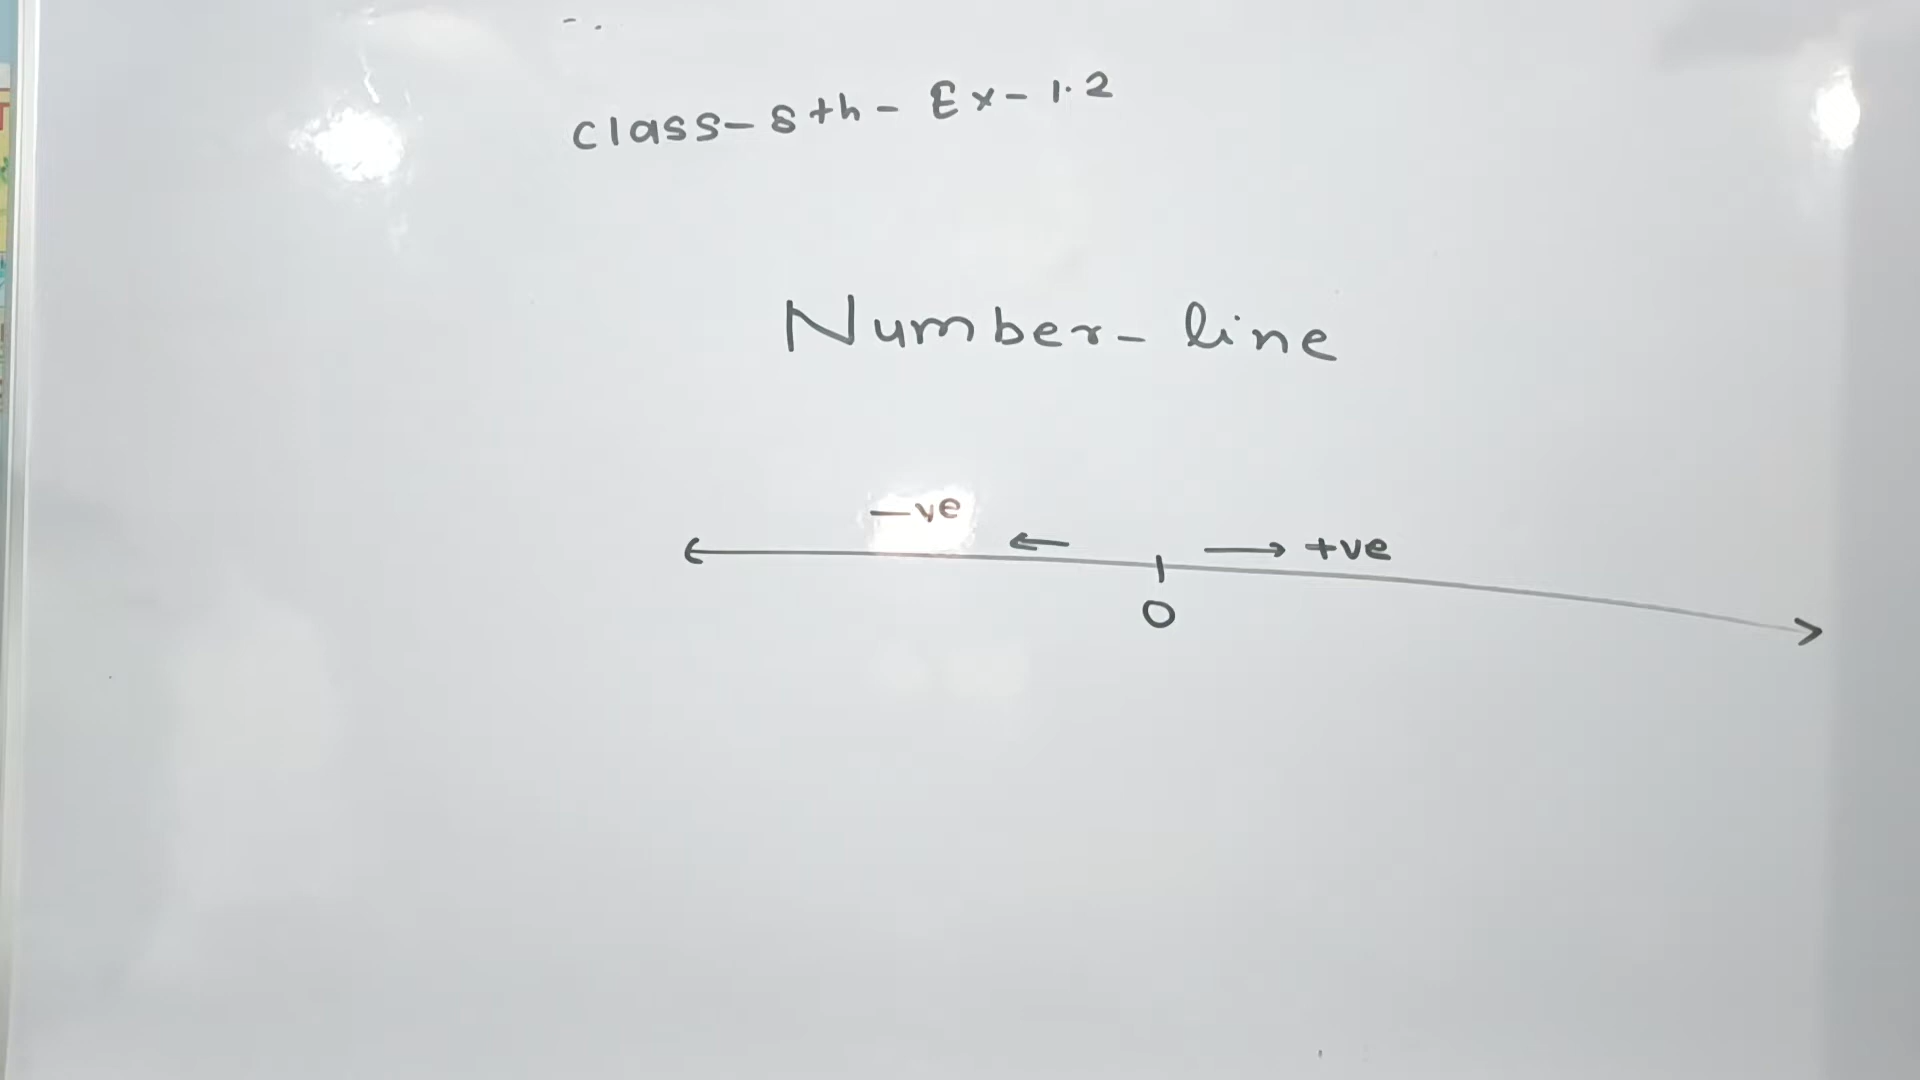 class-8th-Ex-1.2
Number-line
-ve ← → +ve
0